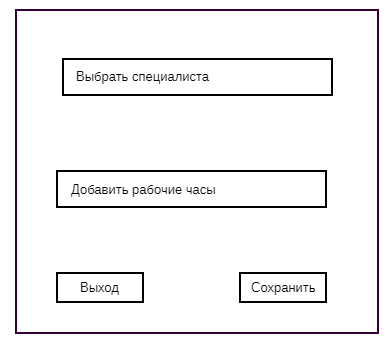 Выбрать специалиста
Добавить рабочие часы
Выход
Сохранить